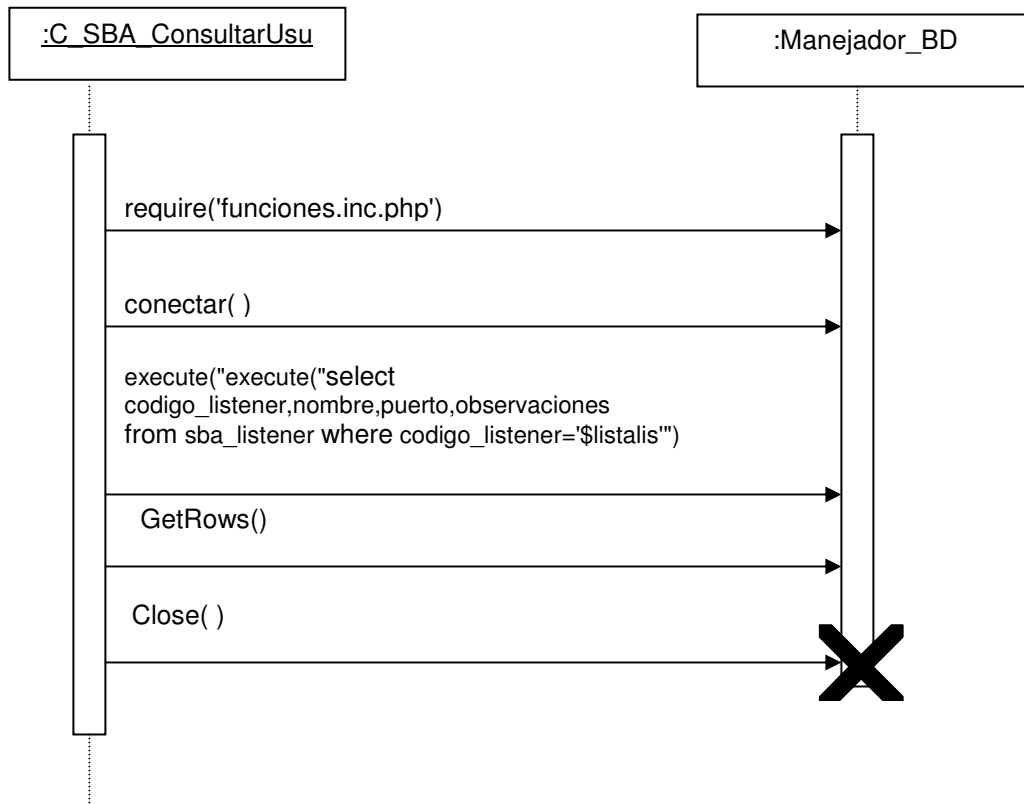 :C_SBA_ConsultarUsu
:Manejador_BD
require('funciones.inc.php')
conectar( )
execute("execute("select
codigo_listener,nombre,puerto,observaciones
from sba_listener where codigo_listener='$listalis'")
GetRows()
Close( )